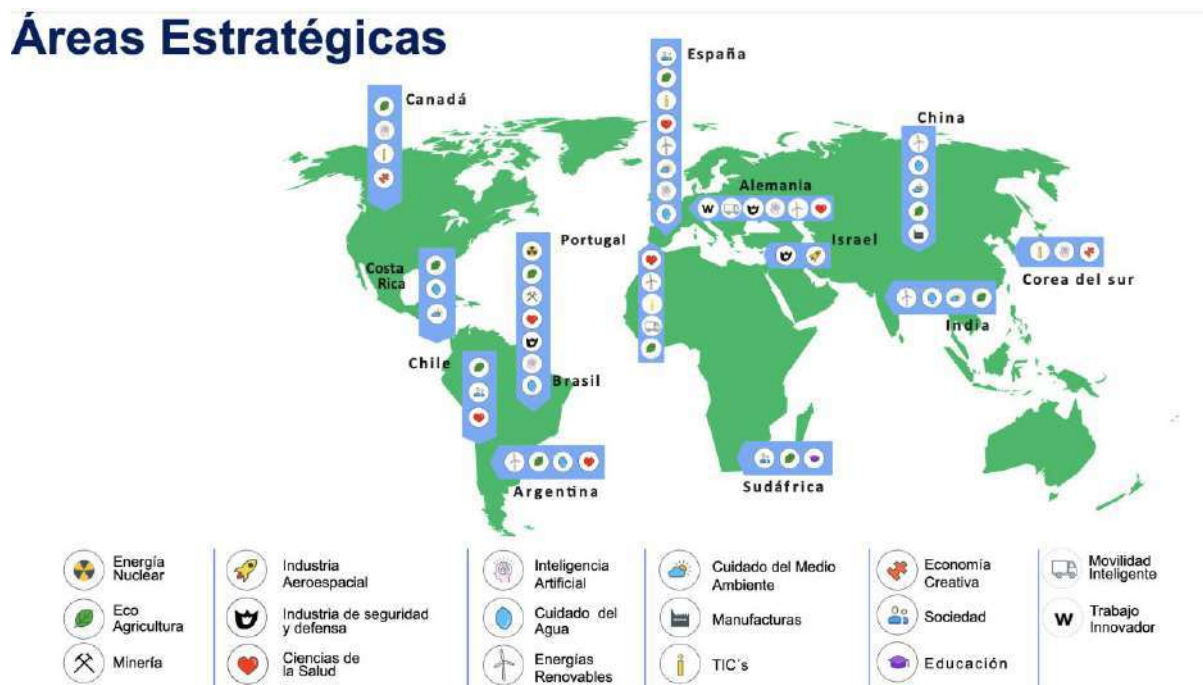 Áreas Estratégicas
España
Canadá
China
Alemania
Portugal
Israel
Costa
Rica
Corea del sur
India
Chile
Brasil
Argentina
Sudáfrica
Energía
Nuclear
Eco
Agricultura
Minería
Industria
Aeroespacial
Industria de seguridad
y defensa
Ciencias de
la Salud
Inteligencia
Artificial
Cuidado del
Agua
Energías
Renovables
Cuidado del Medio
Ambiente
Manufacturas
TIC´s
Economía
Creativa
Sociedad
Educación
Movilidad
Inteligente
W
Trabajo
Innovador